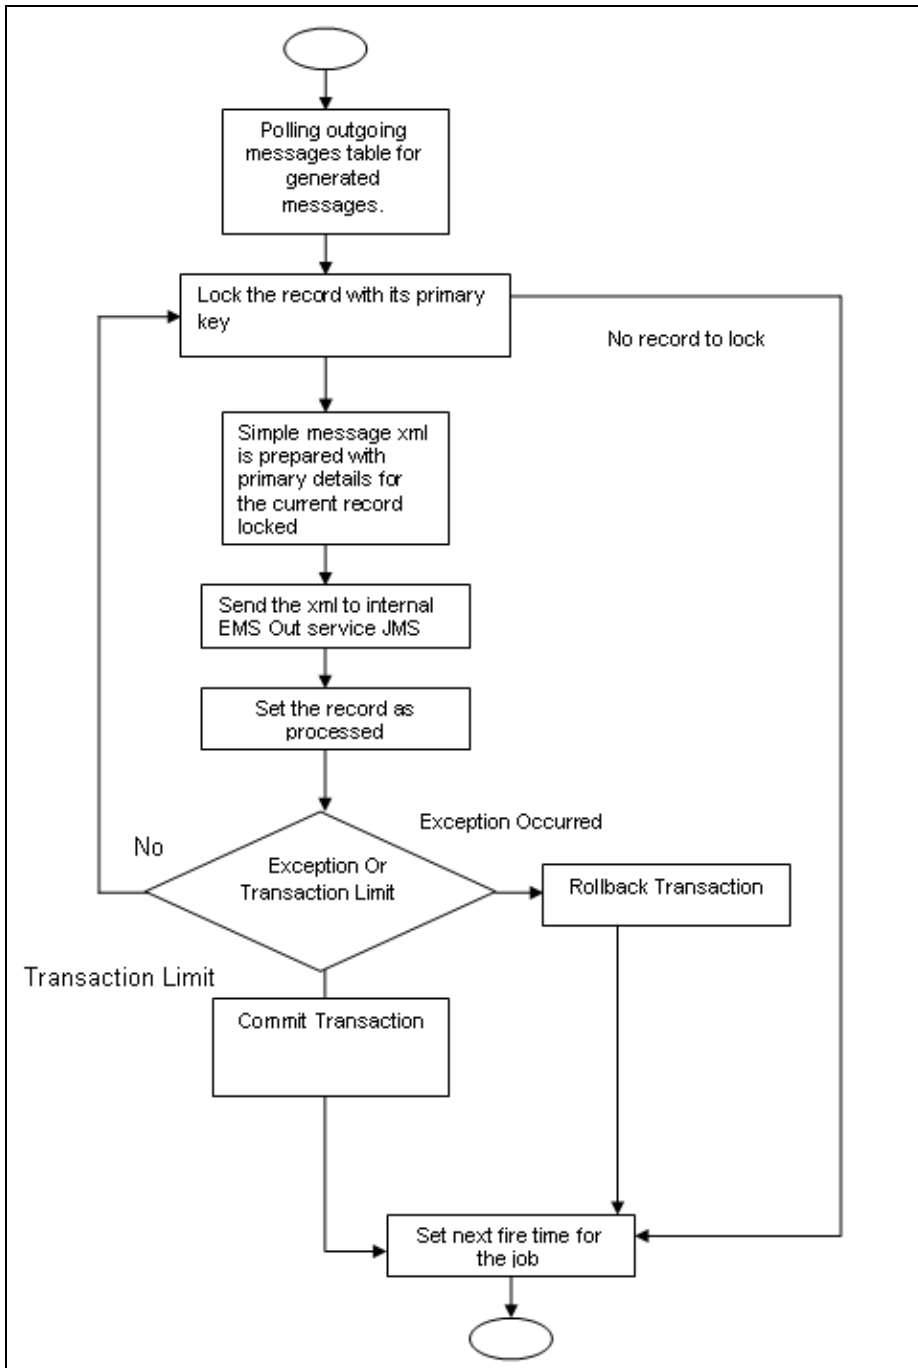 Polling outgoing
messages table for
generated
messages.
Lock the record with its primary
key
No record to lock
Simple message xml
is prepared with
primary details for
the current record
locked
Send the xml to internal
EMS Out service JMS
Set the record as
processed
Exception Occurred
No
Exception Or
Transaction Limit
Rollback Transaction
Transaction Limit
Commit Transaction
Set next fire time for
the job